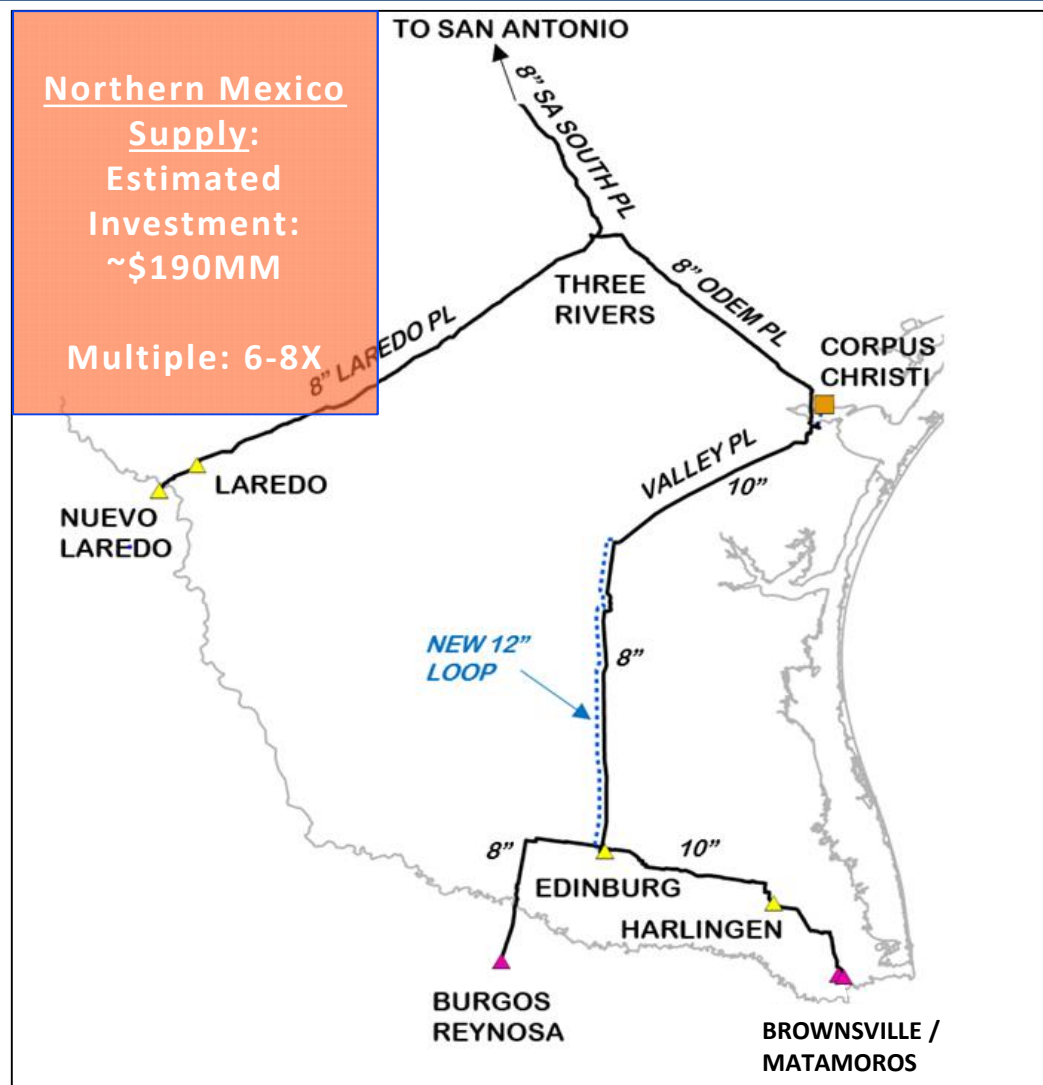 Northern Mexico
Supply:
Estimated
Investment:
~$190MM
Multiple: 6-8X
TO SAN ANTONIO
8” SA SOUTH PL
THREE
RIVERS
8” ODEM PL
8” LAREDO PL
CORPUS
CHRISTI
LAREDO
NUEVO
LAREDO
VALLEY PL
10”
NEW 12”
LOOP
8”
8”
10”
EDINBURG
HARLINGEN
BURGOS
REYNOSA
BROWNSVILLE /
MATAMOROS